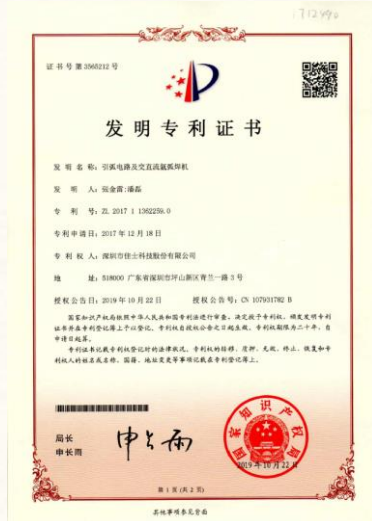 1712490
证书号第3565212号
发明专利证书
发 明 名 称：引弧电路及交直流氩弧焊机
发 明 人：张金雷;潘磊
专 利 号：ZL 2017 1 1362259.0
专利申请日：2017年12月18日
专 利 权 人：深圳市佳士科技股份有限公司
地 址：518000 广东省深圳市坪山新区青兰一路3号
授权公告日：2019年10月22日 授权公告号：CN 107931782 B
国家知识产权局依照中华人民共和国专利法进行审查，决定授予专利权，颁发发明专利
证书并在专利登记簿上予以登记。专利权自授权公告之日起生效。专利权期限为二十年，自
申请日起算。
专利证书记载专利权登记时的法律状况。专利权的转移、质押、无效、终止、恢复和专
利权人的姓名或名称、国籍、地址变更等事项记载在专利登记簿上。
局长
申长雨
申长雨
国家知识产权局
2019年10月22日
第 1 页 (共 2 页)
其他事项参见背面